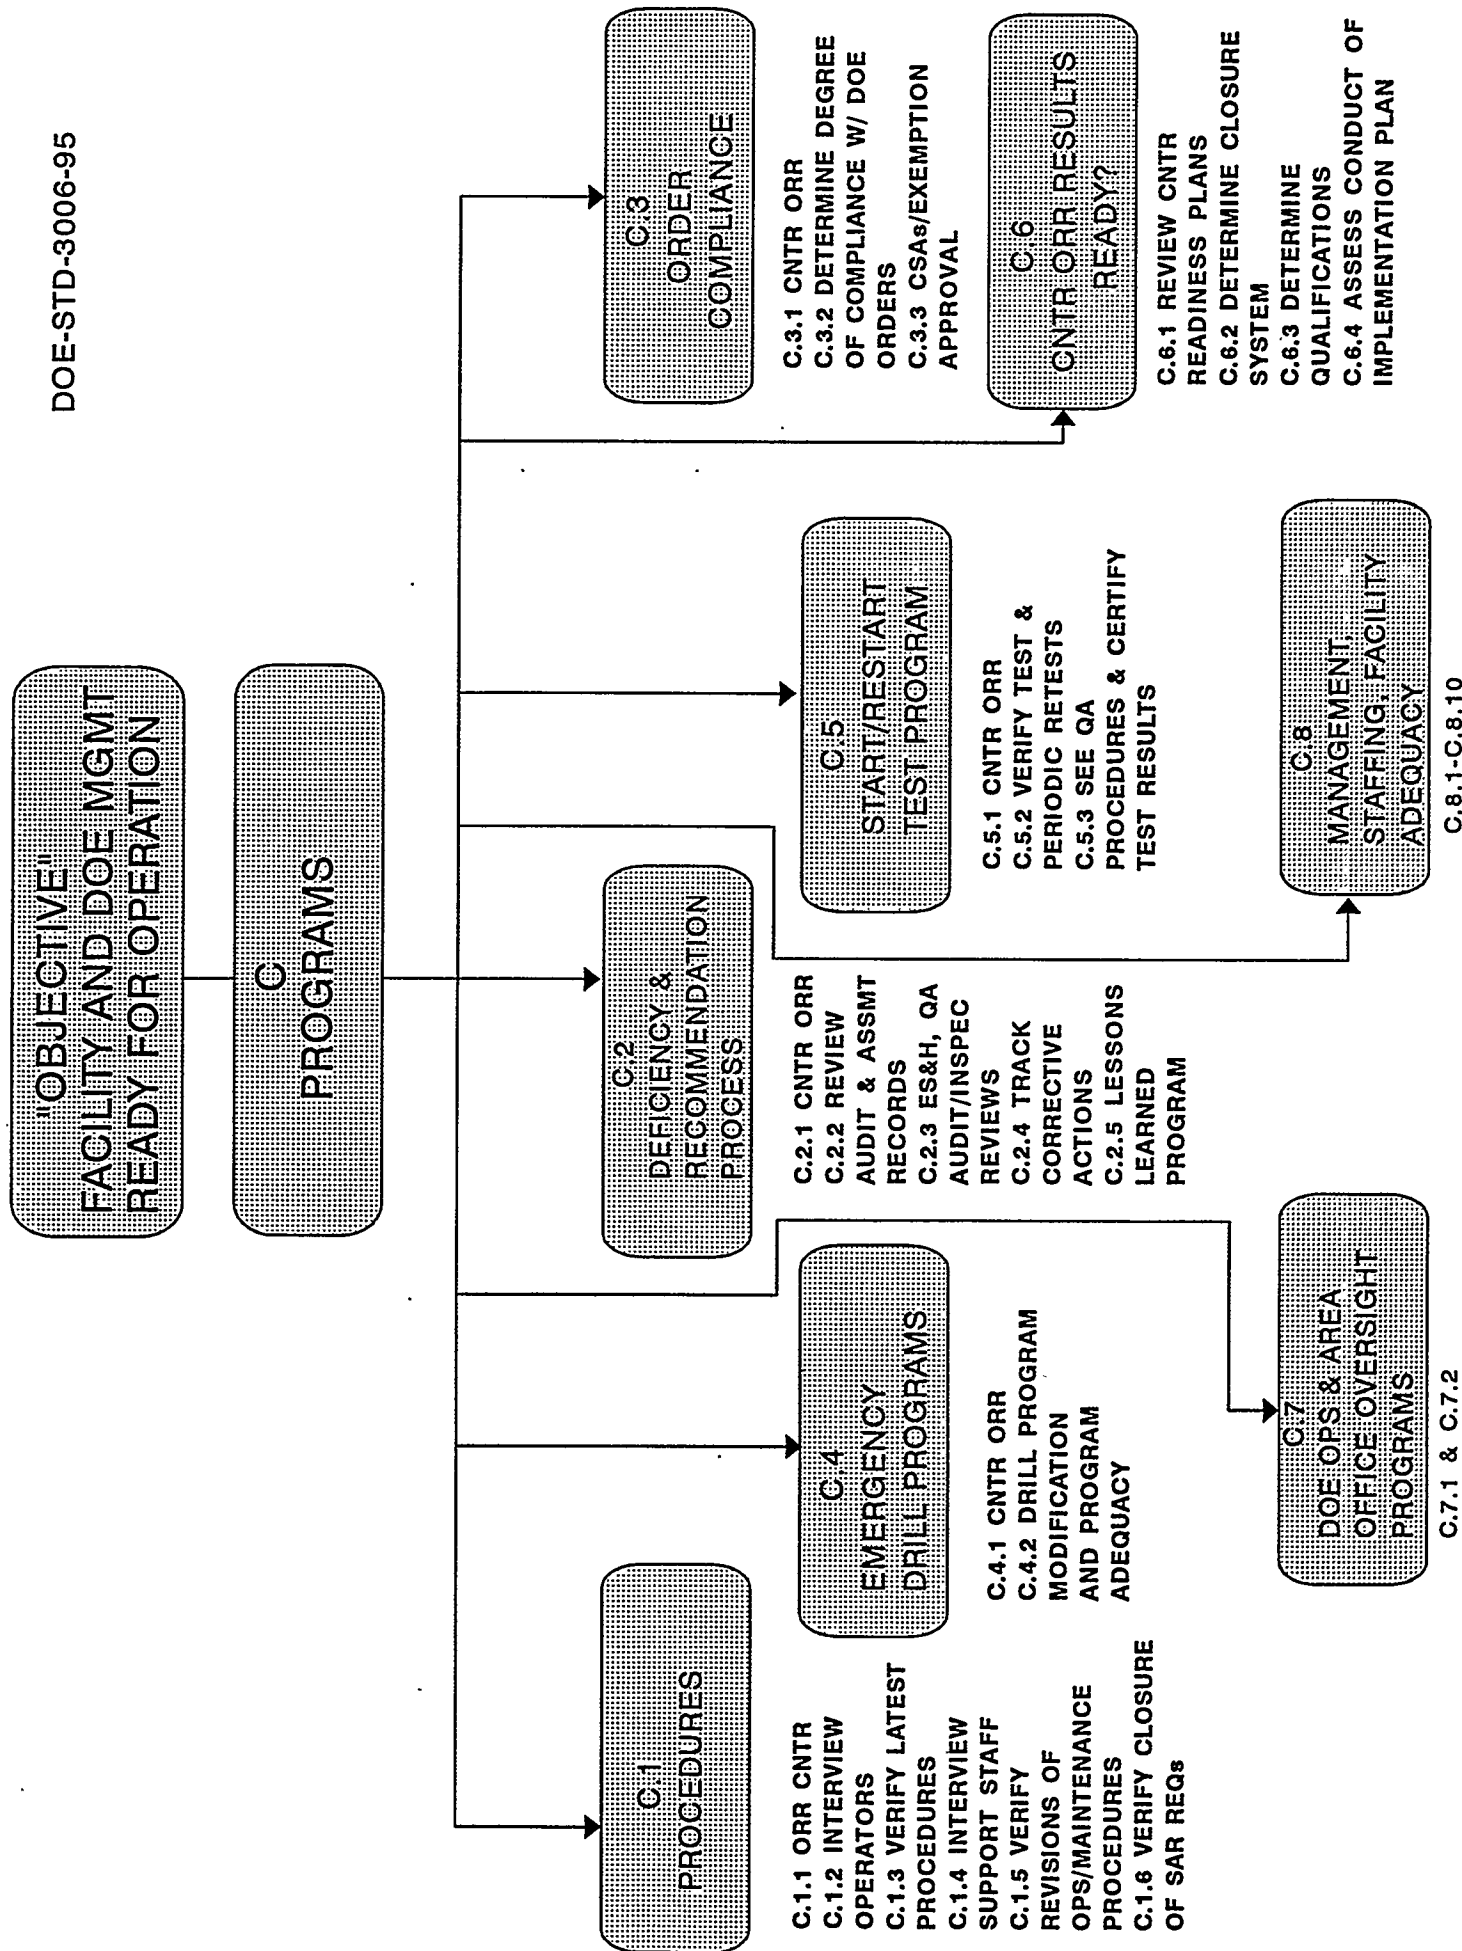 DOE-STD-3006-95
"OBJECTIVE"
FACILITY AND DOE MGMT
READY FOR OPERATION
C
PROGRAMS
C.1
PROCEDURES
C.1.1 ORR CNTR
C.1.2 INTERVIEW
OPERATORS
C.1.3 VERIFY LATEST
PROCEDURES
C.1.4 INTERVIEW
SUPPORT STAFF
C.1.5 VERIFY
REVISIONS OF
OPS/MAINTENANCE
PROCEDURES
C.1.6 VERIFY CLOSURE
OF SAR REQs
C.4
EMERGENCY
DRILL PROGRAMS
C.4.1 CNTR ORR
C.4.2 DRILL PROGRAM
MODIFICATION
AND PROGRAM
ADEQUACY
C.7
DOE OPS & AREA
OFFICE OVERSIGHT
PROGRAMS
C.7.1 & C.7.2
C.2
DEFICIENCY &
RECOMMENDATION
PROCESS
C.2.1 CNTR ORR
C.2.2 REVIEW
AUDIT & ASSMT
RECORDS
C.2.3 ES&H, QA
AUDIT/INSPEC
REVIEWS
C.2.4 TRACK
CORRECTIVE
ACTIONS
C.2.5 LESSONS
LEARNED
PROGRAM
C.5
START/RESTART
TEST PROGRAM
C.5.1 CNTR ORR
C.5.2 VERIFY TEST &
PERIODIC RETESTS
C.5.3 SEE QA
PROCEDURES & CERTIFY
TEST RESULTS
C.8
MANAGEMENT,
STAFFING, FACILITY
ADEQUACY
C.8.1-C.8.10
C.3
ORDER
COMPLIANCE
C.3.1 CNTR ORR
C.3.2 DETERMINE DEGREE
OF COMPLIANCE W/ DOE
ORDERS
C.3.3 CSAs/EXEMPTION
APPROVAL
C.6
CNTR ORR RESULTS
READY?
C.6.1 REVIEW CNTR
READINESS PLANS
C.6.2 DETERMINE CLOSURE
SYSTEM
C.6.3 DETERMINE
QUALIFICATIONS
C.6.4 ASSESS CONDUCT OF
IMPLEMENTATION PLAN